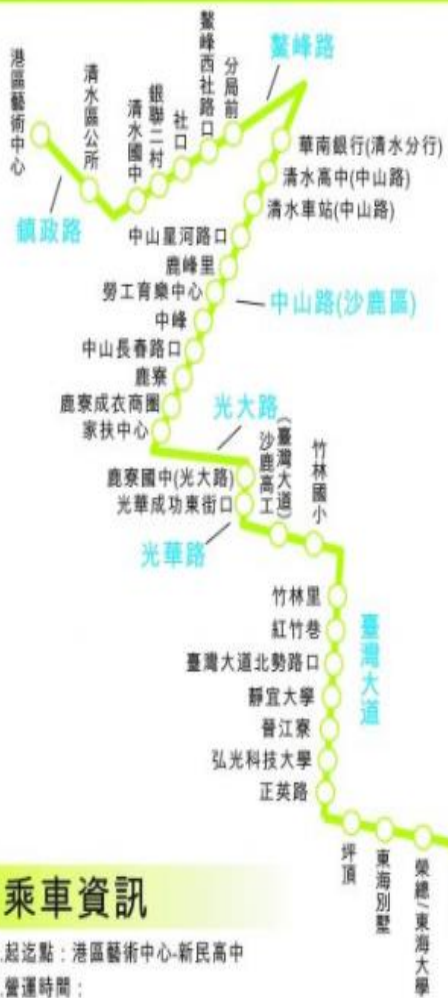 港區藝術中心
清水區公所
清水國中
銀聯二村
社口
鰲峰西社路口
分局前
鰲峰路
鎮政路
華南銀行(清水分行)
清水高中(中山路)
清水車站(中山路)
中山星河路口
鹿峰里
勞工育樂中心
中山路(沙鹿區)
中峰
中山長春路口
鹿寮
鹿寮成衣商圈
家扶中心
光大路
鹿寮國中(光大路)
光華成功東街口
光華路
沙鹿高工
(臺灣大道)
竹林國小
竹林里
紅竹巷
臺灣大道北勢路口
臺灣大道
靜宜大學
晉江寮
弘光科技大學
正英路
坪頂
東海別墅
榮總/東海大學
乘車資訊
.起迄點：港區藝術中心-新民高中
.營運時間：